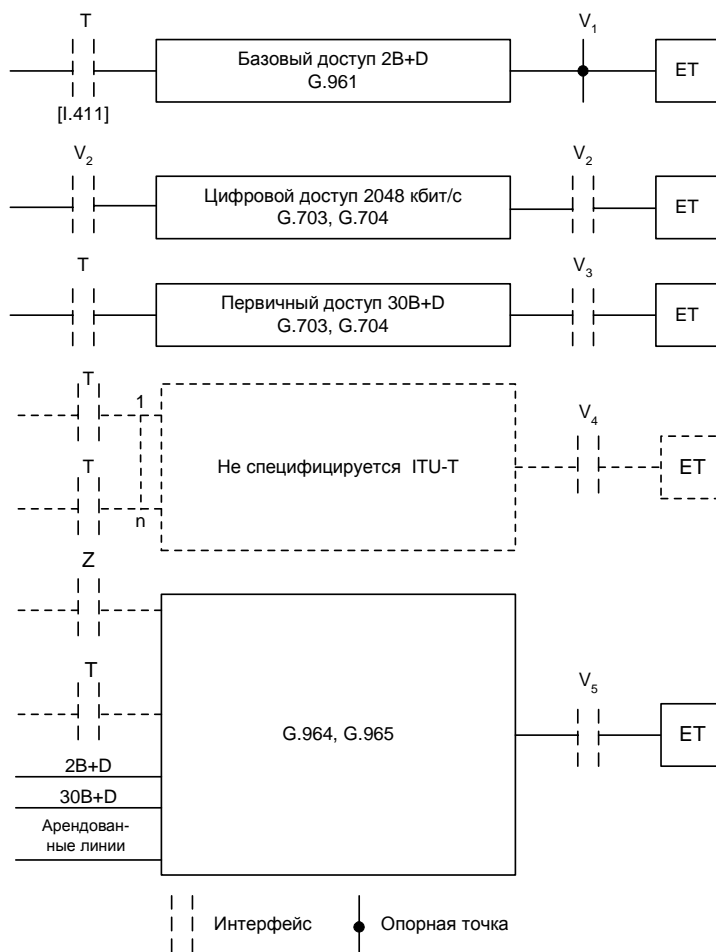 T
V1
Базовый доступ 2B+D
G.961
ET
[I.411]
V2
V2
Цифровой доступ 2048 кбит/с
G.703, G.704
ET
T
V3
Первичный доступ 30B+D
G.703, G.704
ET
T
1
V4
Не специфицируется ITU-T
ET
T
n
Z
T
V5
G.964, G.965
ET
2B+D
30B+D
Арендован-
ные линии
Интерфейс
Опорная точка